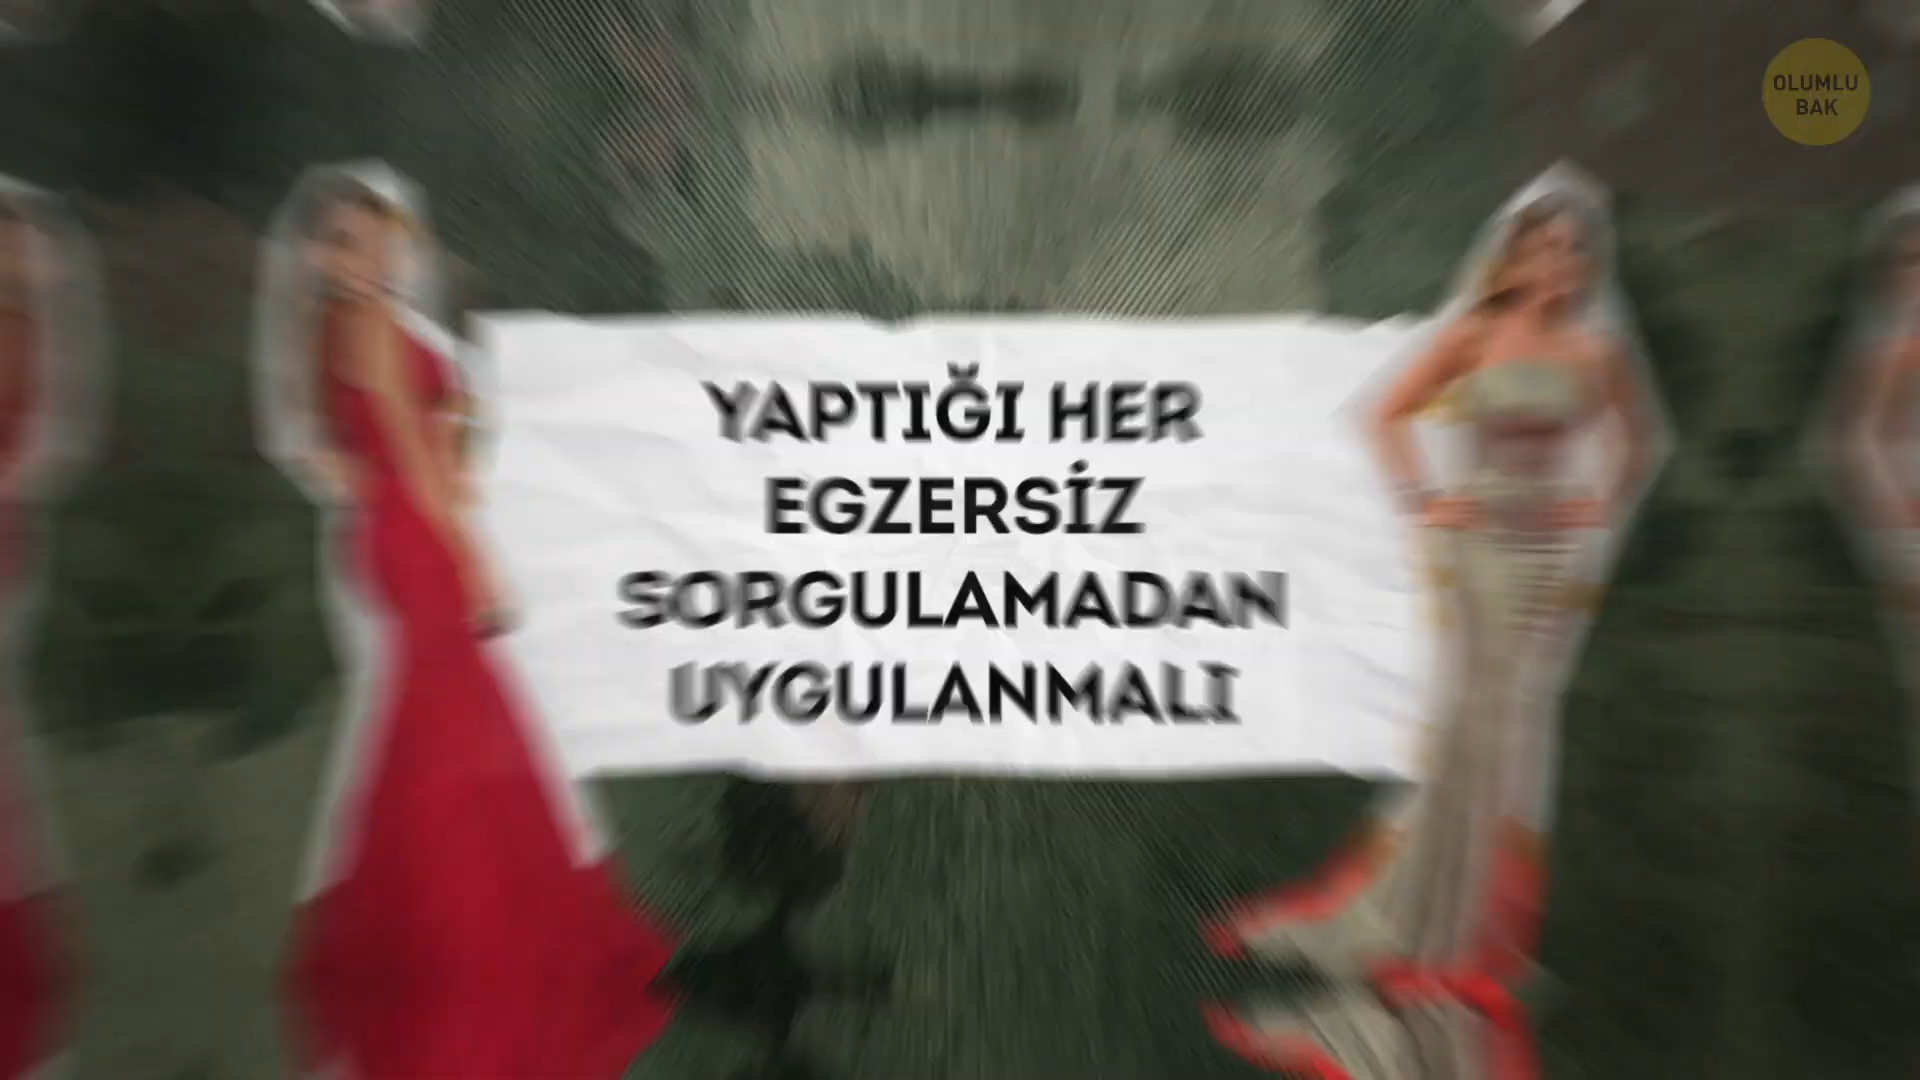 OLUMLU
BAK
YAPTIĞI HER
EGZERSİZ
SORGULAMADAN
UYGULANMALI